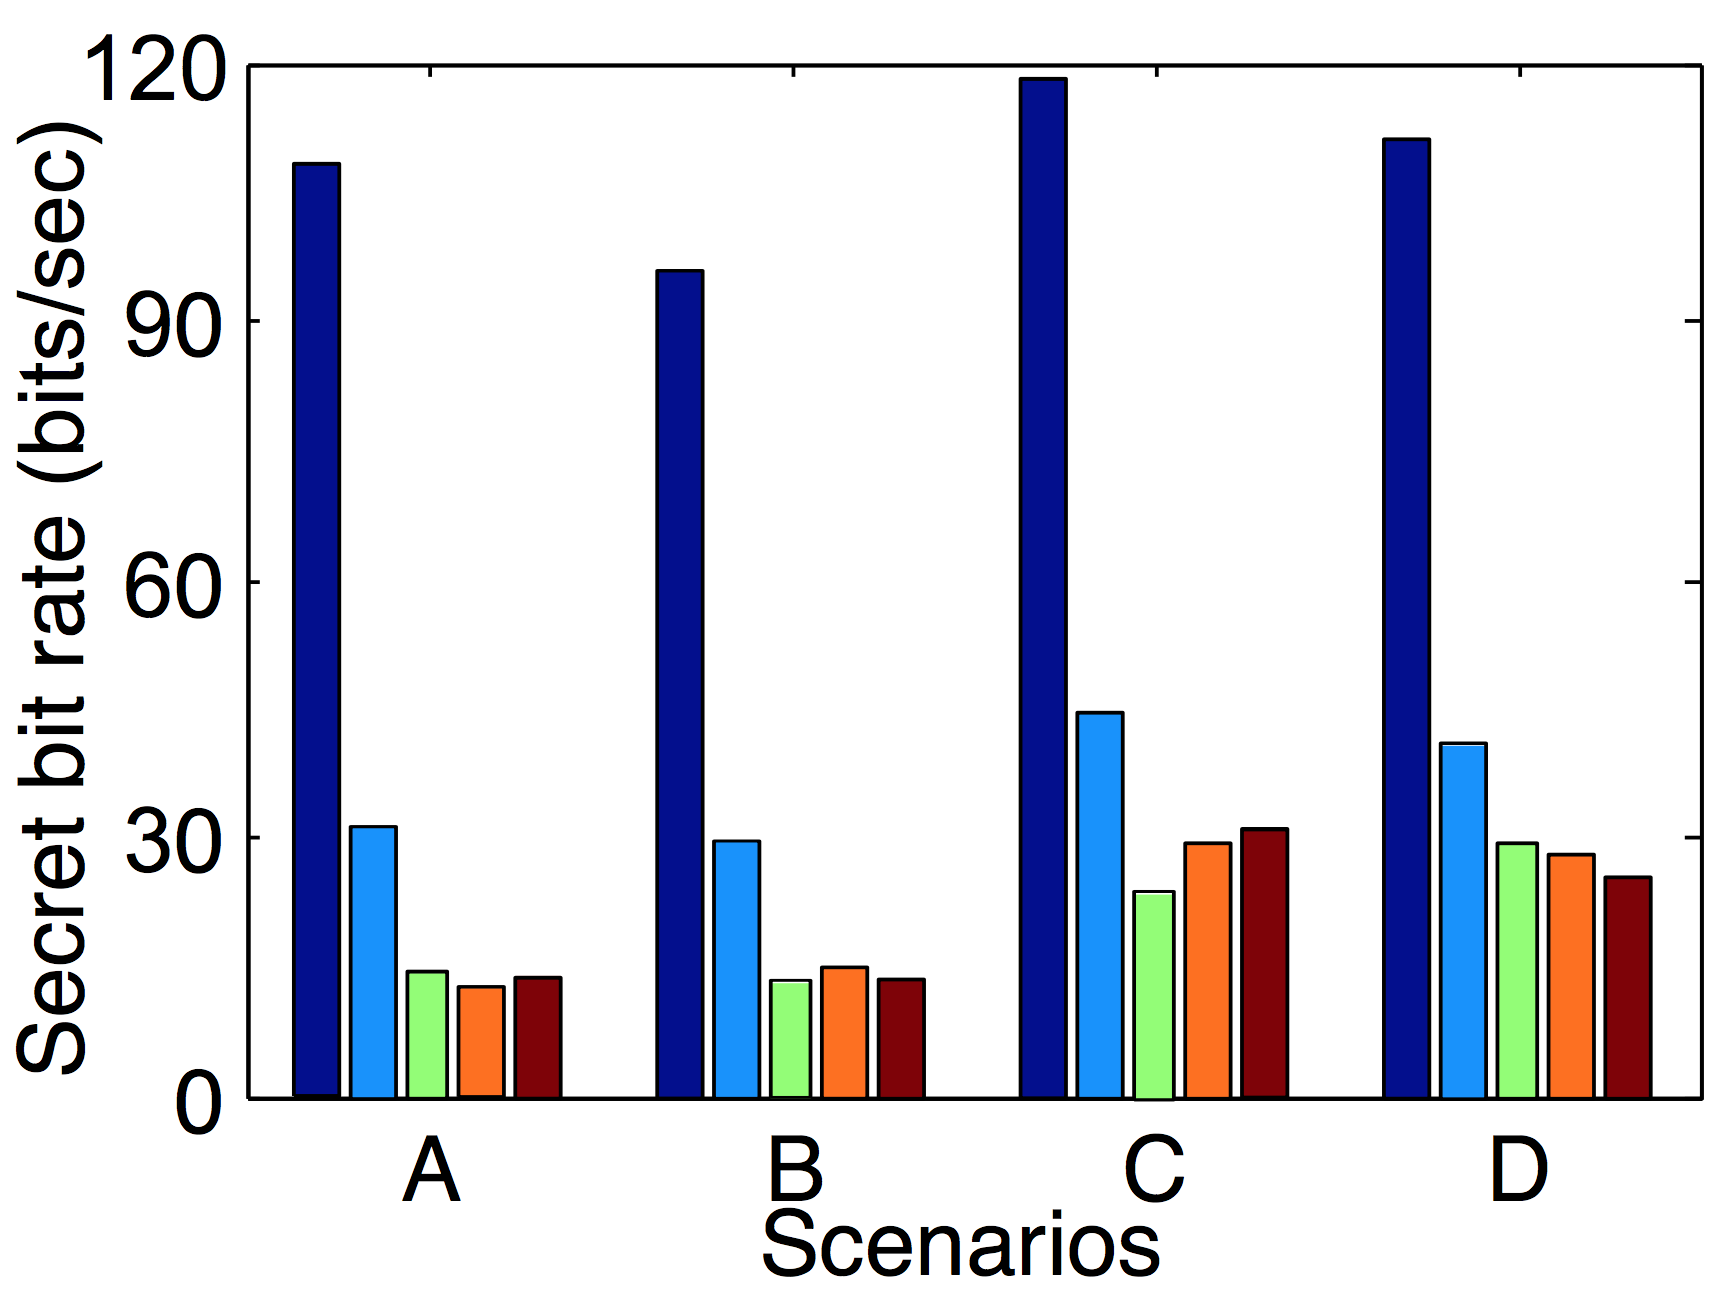 Secret bit rate (bits/sec)
120
90
60
30
0
A B C D
Scenarios